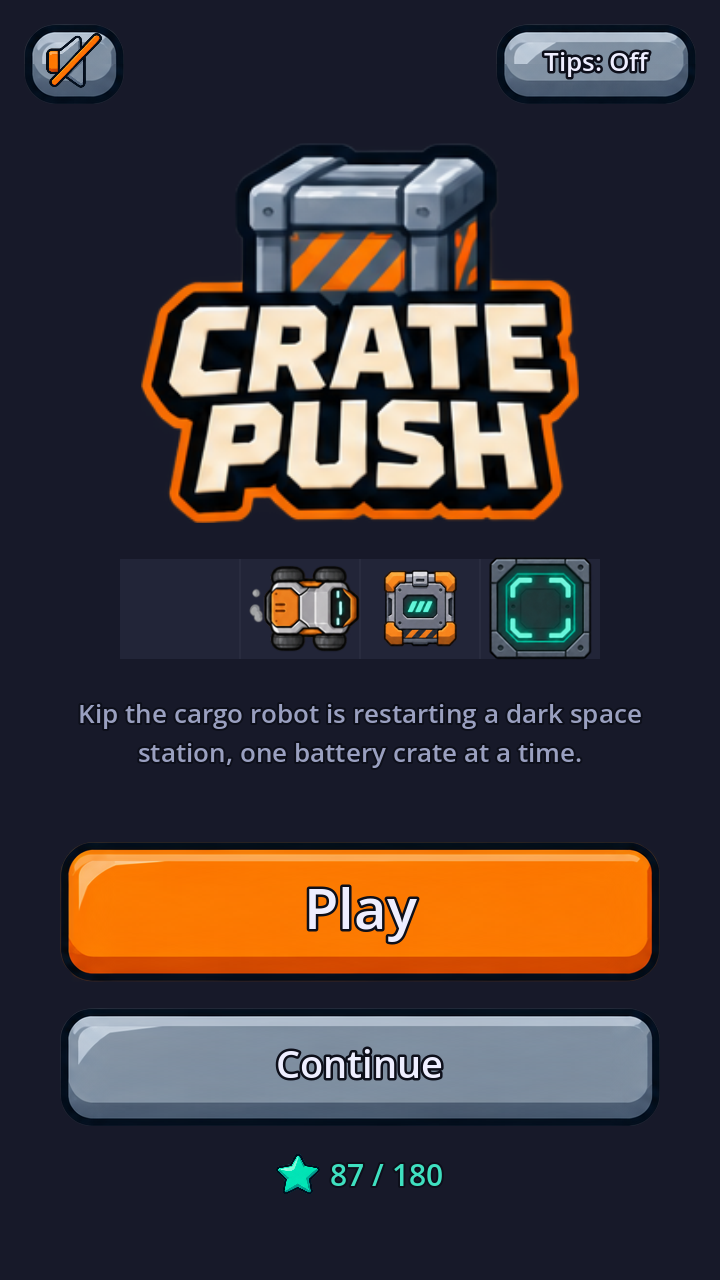 Tips: Off
CRATE
PUSH
Kip the cargo robot is restarting a dark space
station, one battery crate at a time.
Play
Continue
87 / 180